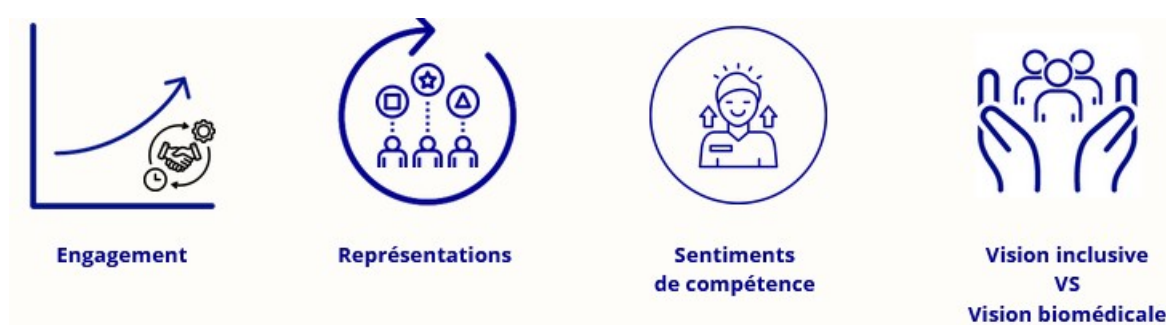 Engagement
Représentations
Sentiments
de compétence
Vision inclusive
VS
Vision biomédicale